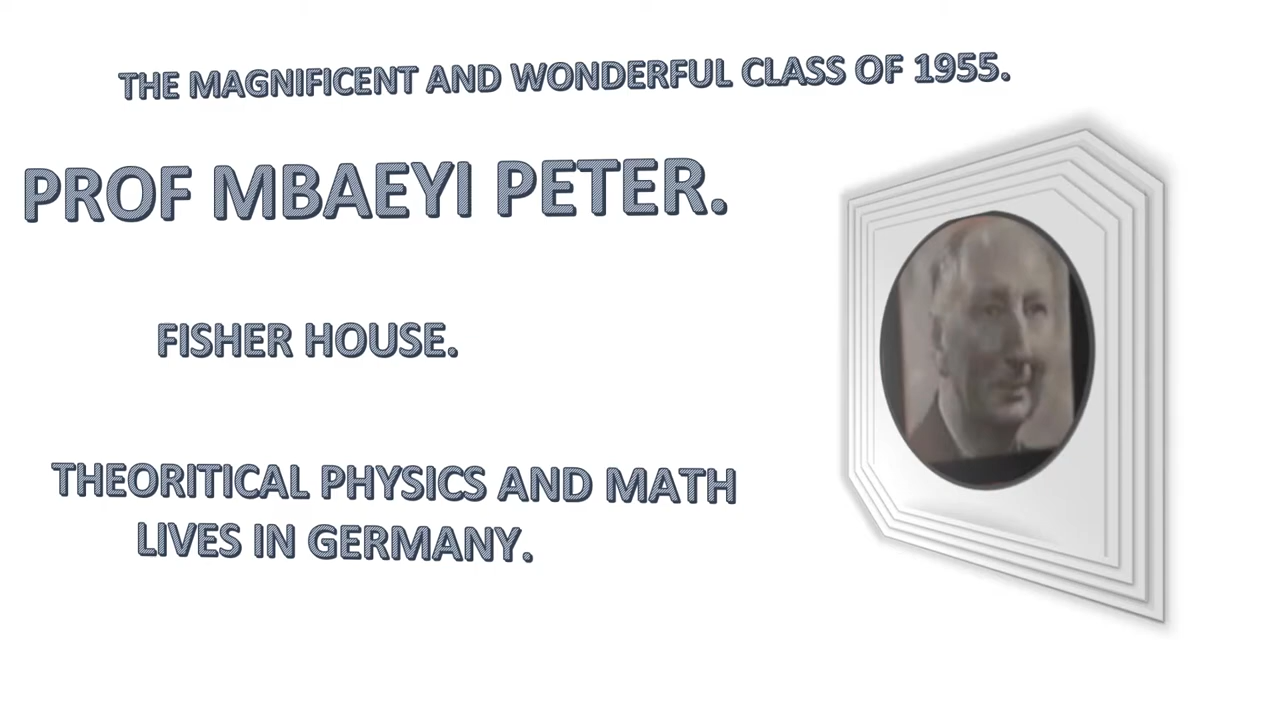 THE MAGNIFICENT AND WONDERFUL CLASS OF 1955.
PROF MBAEYI PETER.
FISHER HOUSE.
THEORITICAL PHYSICS AND MATH
LIVES IN GERMANY.